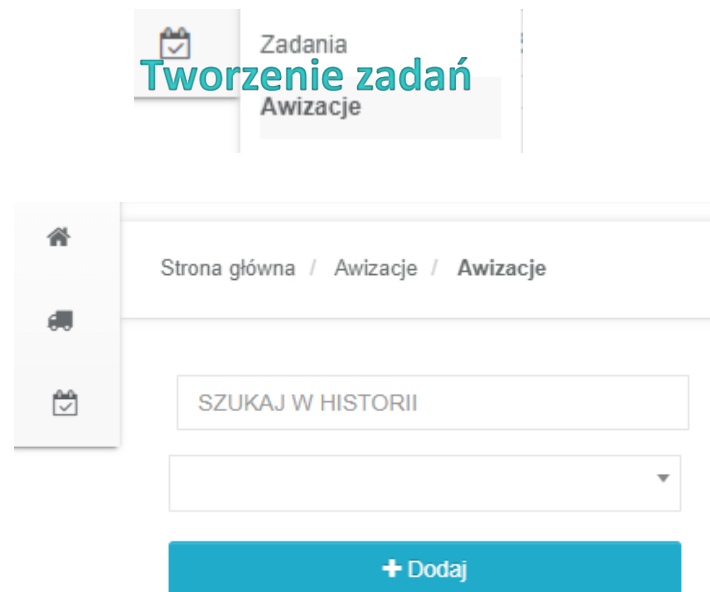 Zadania
Tworzenie zadań
Awizacje
Strona główna / Awizacje / Awizacje
SZUKAJ W HISTORII
+ Dodaj